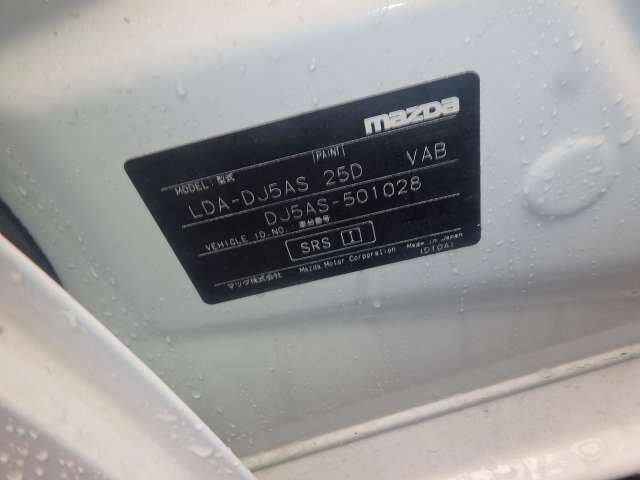 mazda
MODEL. 型式 PAINT
LDA-DJ5AS 25D VAB
DJ5AS-501028
VEHICLE ID.NO. 車台番号
SRS I
マツダ株式会社 Mazda Motor Corporation Made in Japan
(D1DA)